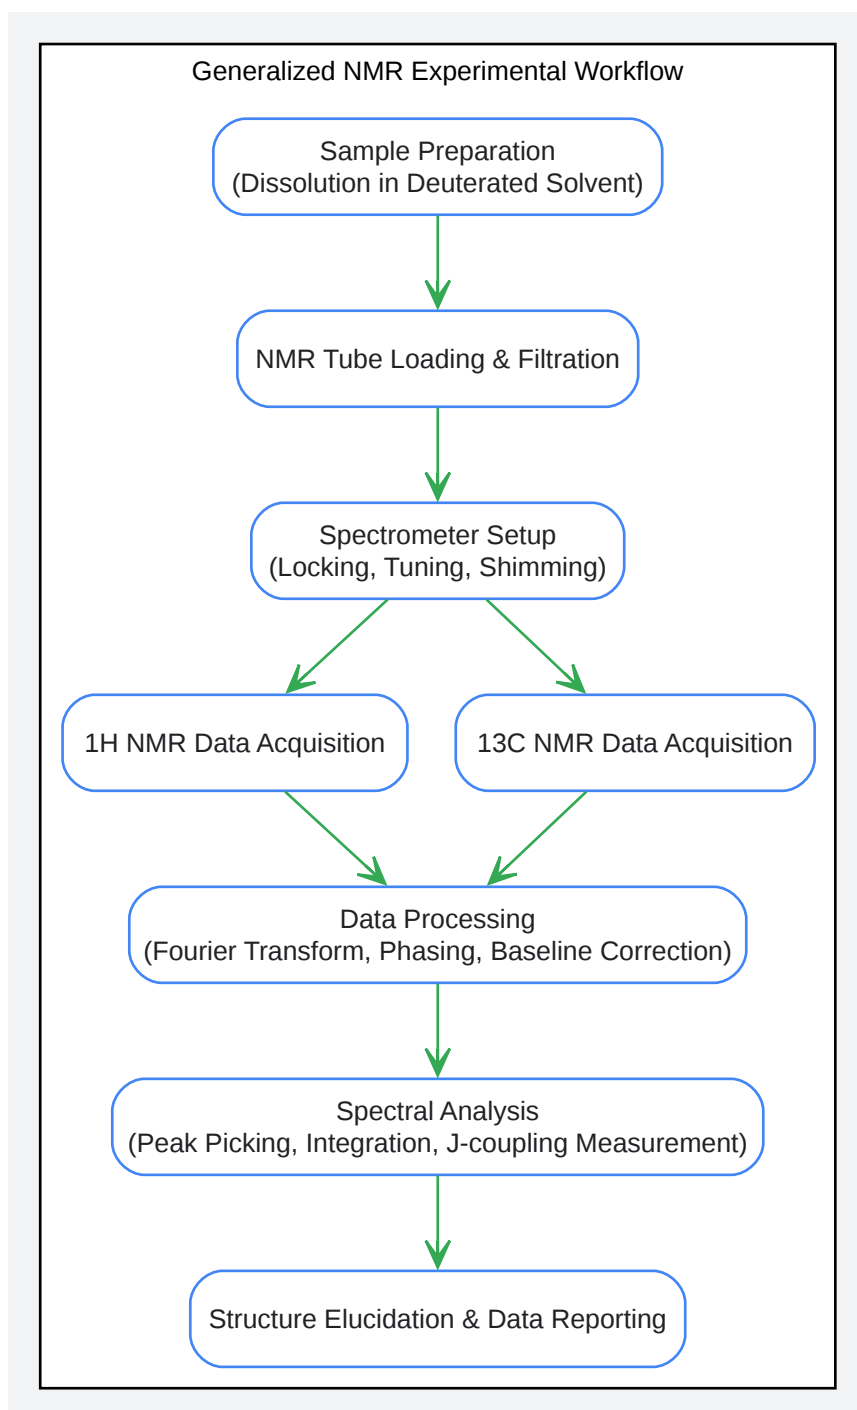 Generalized NMR Experimental Workflow
Sample Preparation
(Dissolution in Deuterated Solvent)
NMR Tube Loading & Filtration
Spectrometer Setup
(Locking, Tuning, Shimming)
1H NMR Data Acquisition
13C NMR Data Acquisition
Data Processing
(Fourier Transform, Phasing, Baseline Correction)
Spectral Analysis
(Peak Picking, Integration, J-coupling Measurement)
Structure Elucidation & Data Reporting